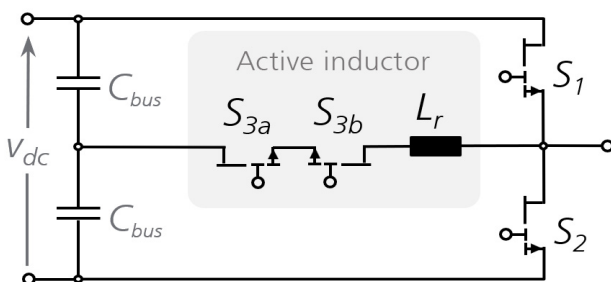 Active inductor
S1
Cbus
S3a S3b Lr
vdc
Cbus
S2